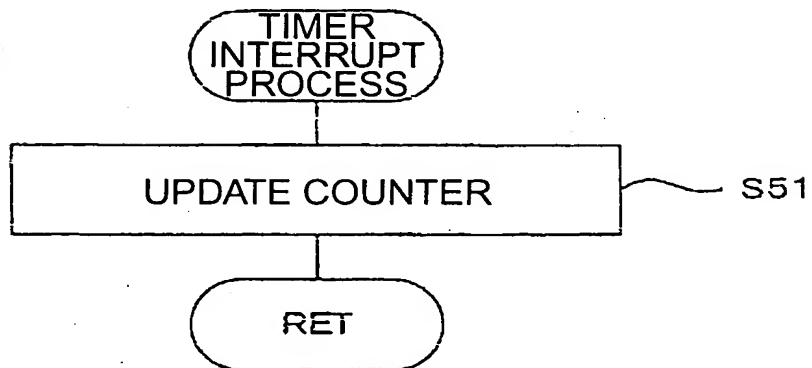 TIMER
INTERRUPT
PROCESS
UPDATE COUNTER
S51
RET